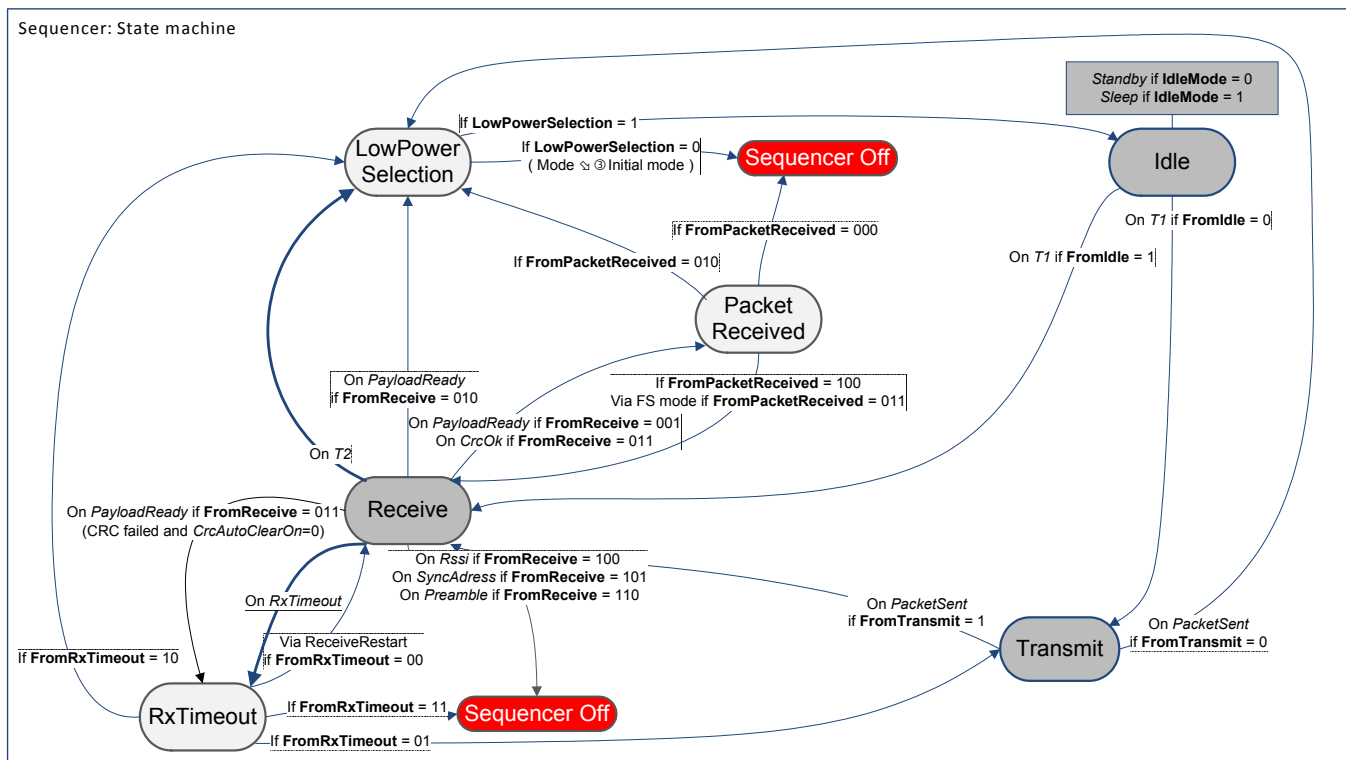 Sequencer: State machine
Standby if IdleMode = 0
Sleep if IdleMode = 1
If LowPowerSelection = 1
LowPower
Selection
If LowPowerSelection = 0
( Mode ⇘ ③ Initial mode )
Sequencer Off
Idle
On T1 if FromIdle = 0
If FromPacketReceived = 000
On T1 if FromIdle = 1
If FromPacketReceived = 010
Packet
Received
On PayloadReady
if FromReceive = 010
If FromPacketReceived = 100
Via FS mode if FromPacketReceived = 011
On PayloadReady if FromReceive = 001
On CrcOk if FromReceive = 011
On T2
Receive
On PayloadReady if FromReceive = 011
(CRC failed and CrcAutoClearOn=0)
On Rssi if FromReceive = 100
On SyncAdress if FromReceive = 101
On Preamble if FromReceive = 110
On RxTimeout
On PacketSent
if FromTransmit = 1
On PacketSent
if FromTransmit = 0
Transmit
Via ReceiveRestart
if FromRxTimeout = 00
If FromRxTimeout = 10
RxTimeout
If FromRxTimeout = 11
Sequencer Off
If FromRxTimeout = 01